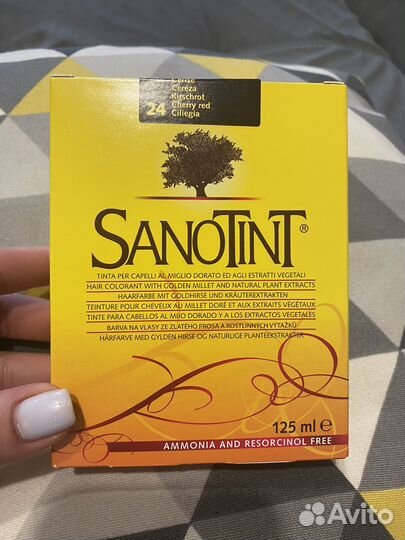 Cerise
Cereza
Kirschrot
24 Cherry red
Ciliegia
SANOTINT®
TINTA PER CAPELLI AL MIGLIO DORATO ED AGLI ESTRATTI VEGETALI
HAIR COLORANT WITH GOLDEN MILLET AND NATURAL PLANT EXTRACTS
HAARFARBE MIT GOLDHIRSE UND KRÄUTEREXTRAKTEN
TEINTURE POUR CHEVEUX AU MILLET DORÉ ET AUX EXTRAITS VÉGÉTAUX
TINTE PARA CABELLOS AL MIJO DORADO Y A LOS EXTRACTOS VEGETALES
BARVA NA VLASY ZE ZLATÉHO PROSA A ROSTLINNÝCH VÝTAŽKŮ
HÅRFARVE MED GYLDEN HIRSE OG NATURLIGE PLANTEEKSTRAKTER
125 ml ℮
AMMONIA AND RESORCINOL FREE
Avito